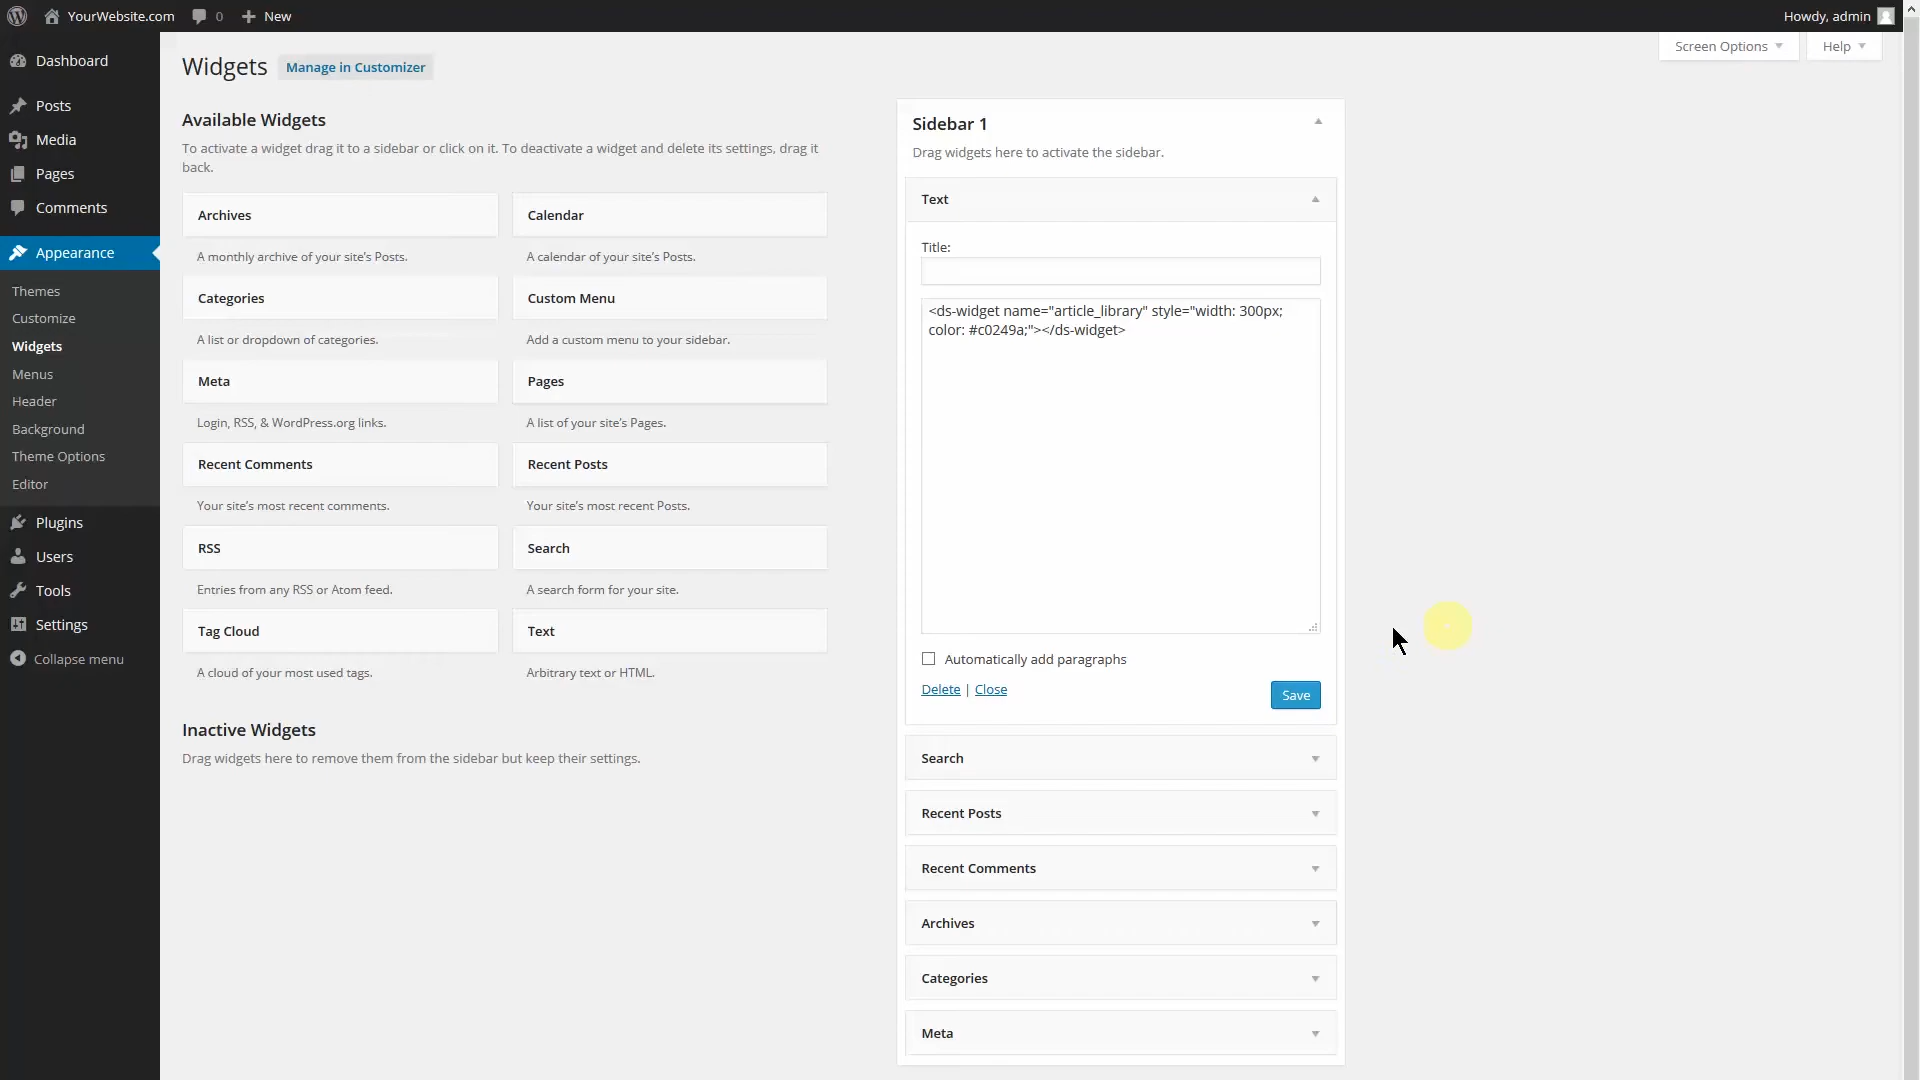 YourWebsite.com
0
New
Howdy, admin
Screen Options
Help
Dashboard
Posts
Media
Pages
Comments
Appearance
Themes
Customize
Widgets
Menus
Header
Background
Theme Options
Editor
Plugins
Users
Tools
Settings
Collapse menu
Widgets
Manage in Customizer
Available Widgets
To activate a widget drag it to a sidebar or click on it. To deactivate a widget and delete its settings, drag it
back.
Archives
A monthly archive of your site's Posts.
Calendar
A calendar of your site's Posts.
Categories
A list or dropdown of categories.
Custom Menu
Add a custom menu to your sidebar.
Meta
Login, RSS, & WordPress.org links.
Pages
A list of your site's Pages.
Recent Comments
Your site's most recent comments.
Recent Posts
Your site's most recent Posts.
RSS
Entries from any RSS or Atom feed.
Search
A search form for your site.
Tag Cloud
A cloud of your most used tags.
Text
Arbitrary text or HTML.
Inactive Widgets
Drag widgets here to remove them from the sidebar but keep their settings.
Sidebar 1
Drag widgets here to activate the sidebar.
Text
Title:
<ds-widget name="article_library" style="width: 300px;
color: #c0249a;"></ds-widget>
Automatically add paragraphs
Delete | Close
Save
Search
Recent Posts
Recent Comments
Archives
Categories
Meta